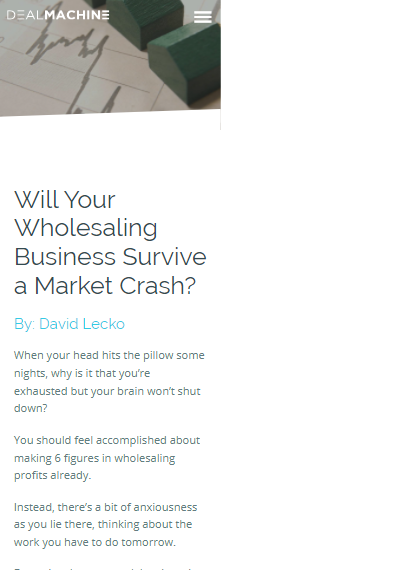 DEALMACHINE
Will Your
Wholesaling
Business Survive
a Market Crash?
By: David Lecko
When your head hits the pillow some
nights, why is it that you’re
exhausted but your brain won’t shut
down?
You should feel accomplished about
making 6 figures in wholesaling
profits already.
Instead, there’s a bit of anxiousness
as you lie there, thinking about the
work you have to do tomorrow.